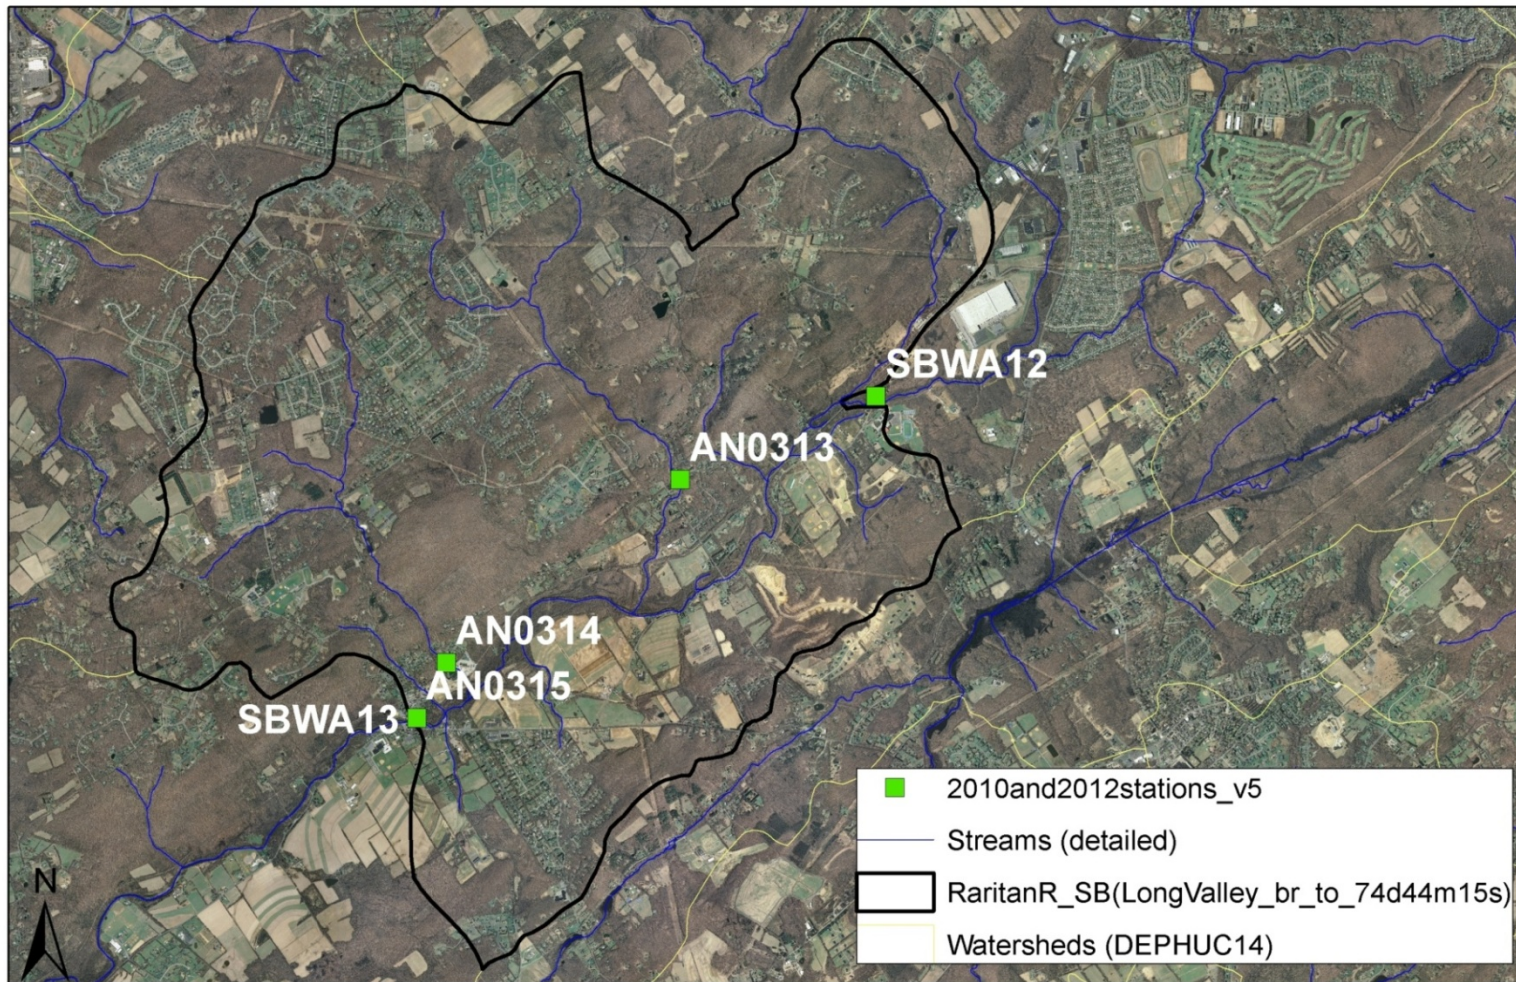 SBWA12
AN0313
AN0314
AN0315
SBWA13
N
2010and2012stations_v5
Streams (detailed)
RaritanR_SB(LongValley_br_to_74d44m15s)
Watersheds (DEPHUC14)